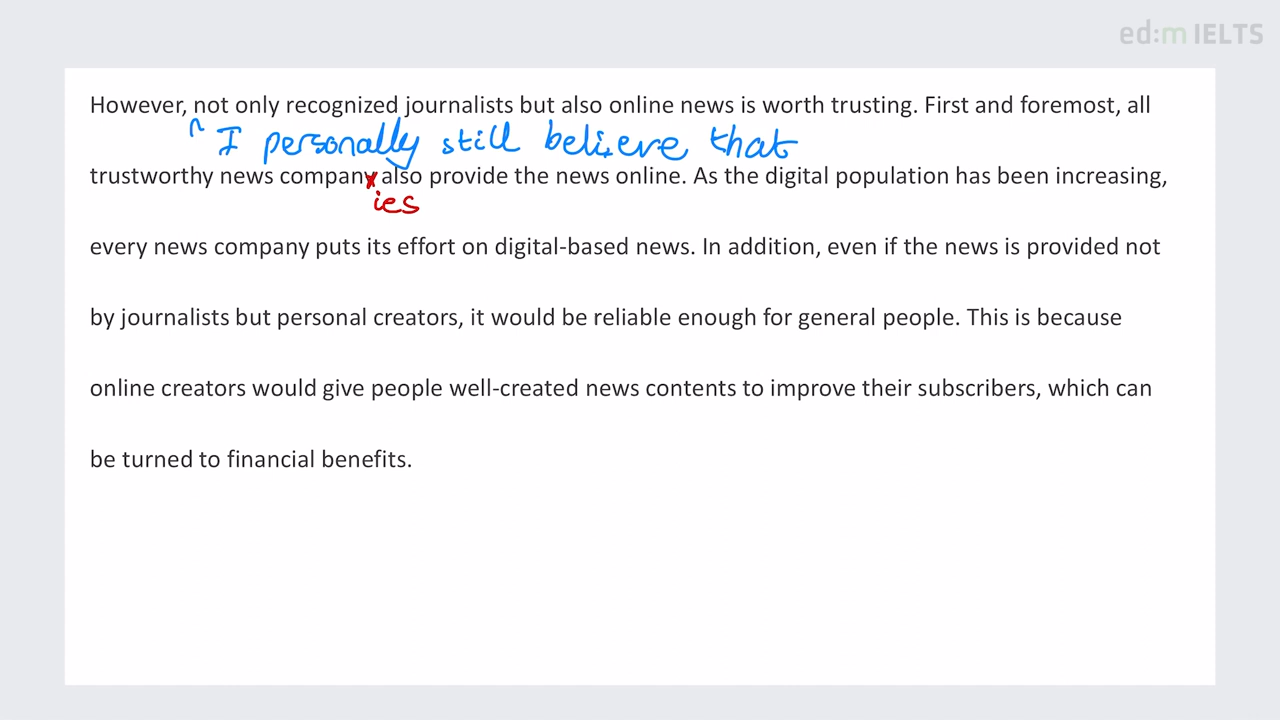 ed:m IELTS
However, not only recognized journalists but also online news is worth trusting. First and foremost, all
I personally still believe that
trustworthy news company also provide the news online. As the digital population has been increasing,
ies
every news company puts its effort on digital-based news. In addition, even if the news is provided not
by journalists but personal creators, it would be reliable enough for general people. This is because
online creators would give people well-created news contents to improve their subscribers, which can
be turned to financial benefits.